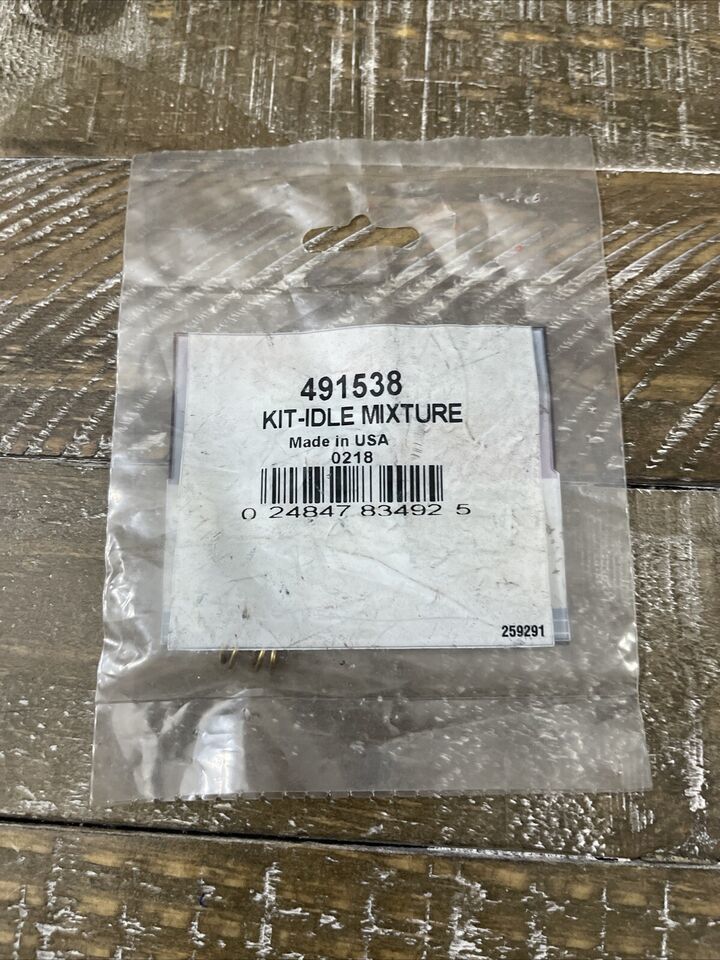 491538
KIT-IDLE MIXTURE
Made in USA
0218
0 24847 83492 5
259291